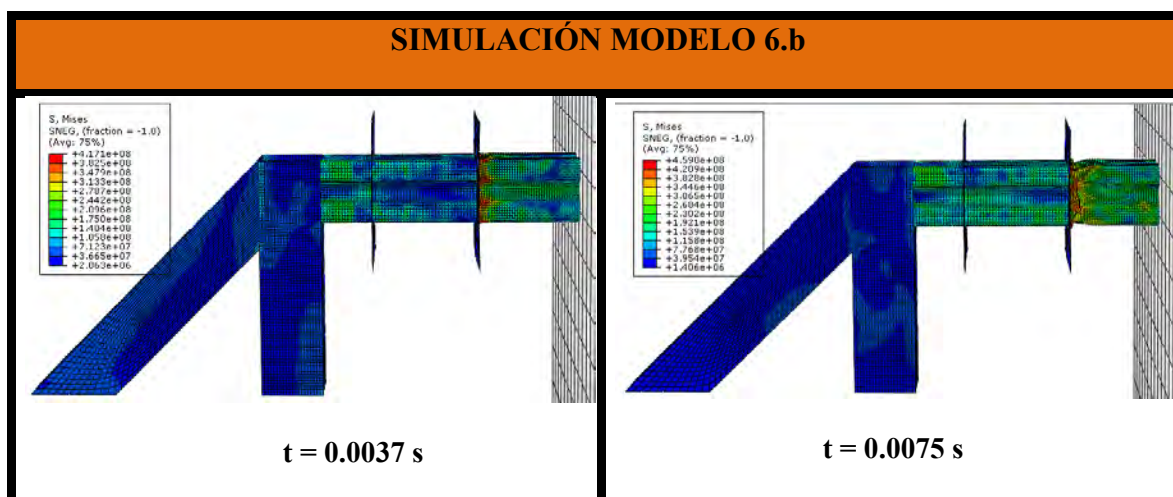 SIMULACIÓN MODELO 6.b
S, Mises
SNEG, (fraction = -1.0)
(Avg: 75%)
+4.171e+08
+3.825e+08
+3.479e+08
+3.133e+08
+2.787e+08
+2.442e+08
+2.096e+08
+1.750e+08
+1.404e+08
+1.058e+08
+7.123e+07
+3.665e+07
+2.063e+06
t = 0.0037 s
S, Mises
SNEG, (fraction = -1.0)
(Avg: 75%)
+4.590e+08
+4.209e+08
+3.828e+08
+3.446e+08
+3.065e+08
+2.684e+08
+2.302e+08
+1.921e+08
+1.539e+08
+1.158e+08
+7.768e+07
+3.954e+07
+1.406e+06
t = 0.0075 s